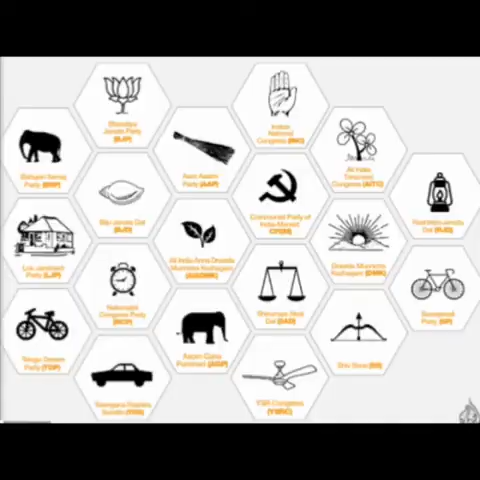 Bharatiya
Janata Party
(BJP)
Indian
National
Congress (INC)
Bahujan Samaj
Party (BSP)
Aam Aadmi
Party (AAP)
All India
Trinamool
Congress (AITC)
Biju Janata Dal
(BJD)
Communist Party of
India-Marxist
(CPIM)
Rashtriya Janata
Dal (RJD)
Lok Janshakti
Party (LJP)
All India Anna Dravida
Munnetra Kazhagam
(AIADMK)
Dravida Munnetra
Kazhagam (DMK)
Nationalist
Congress Party
(NCP)
Shiromani Akali
Dal (SAD)
Samajwadi
Party (SP)
Telugu Desam
Party (TDP)
Asom Gana
Parishad (AGP)
Shiv Sena (SS)
Telangana Rashtra
Samithi (TRS)
YSR Congress
(YSRC)